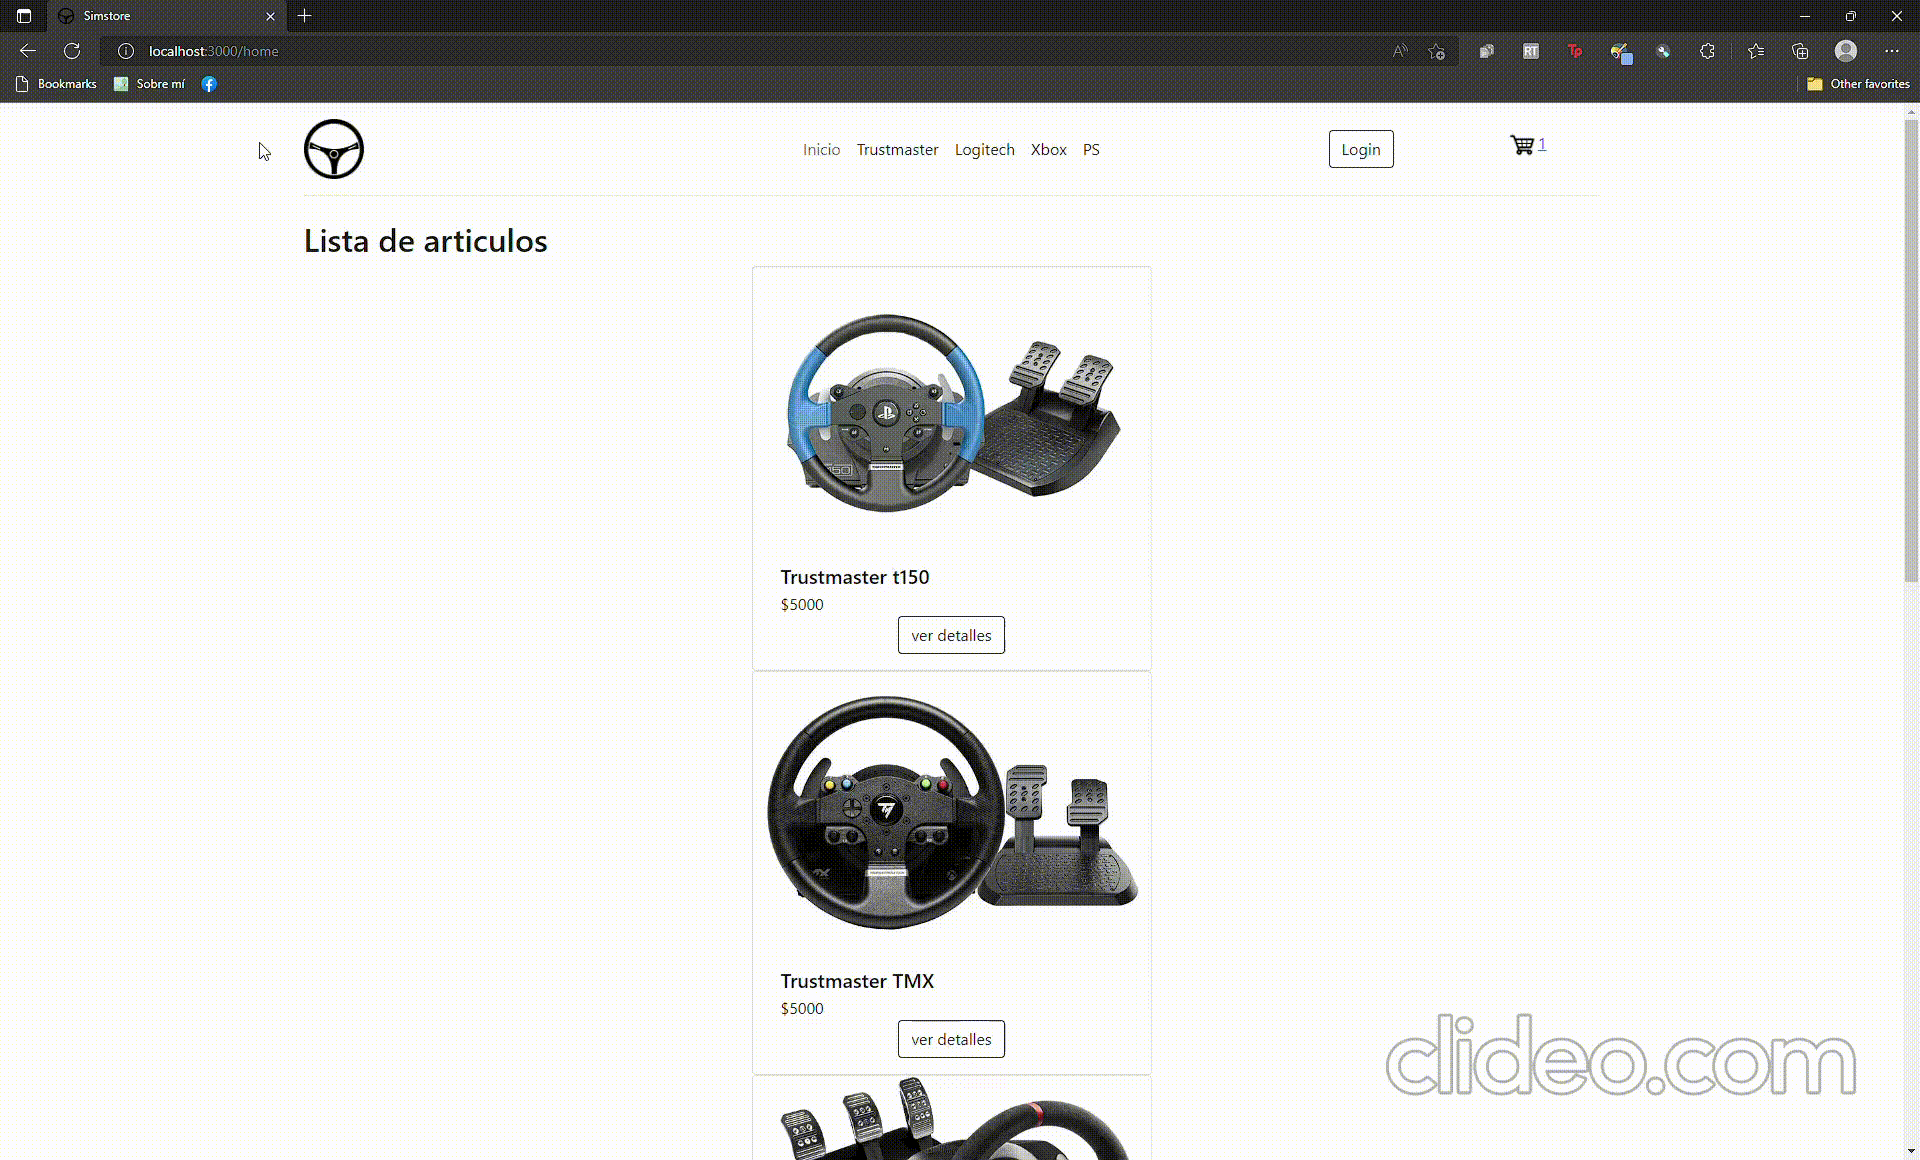 Simstore
localhost:3000/home
Bookmarks Sobre mí Other favorites
Inicio Trustmaster Logitech Xbox PS Login 1
Lista de articulos
Trustmaster t150
$5000
ver detalles
Trustmaster TMX
$5000
ver detalles
clideo.com